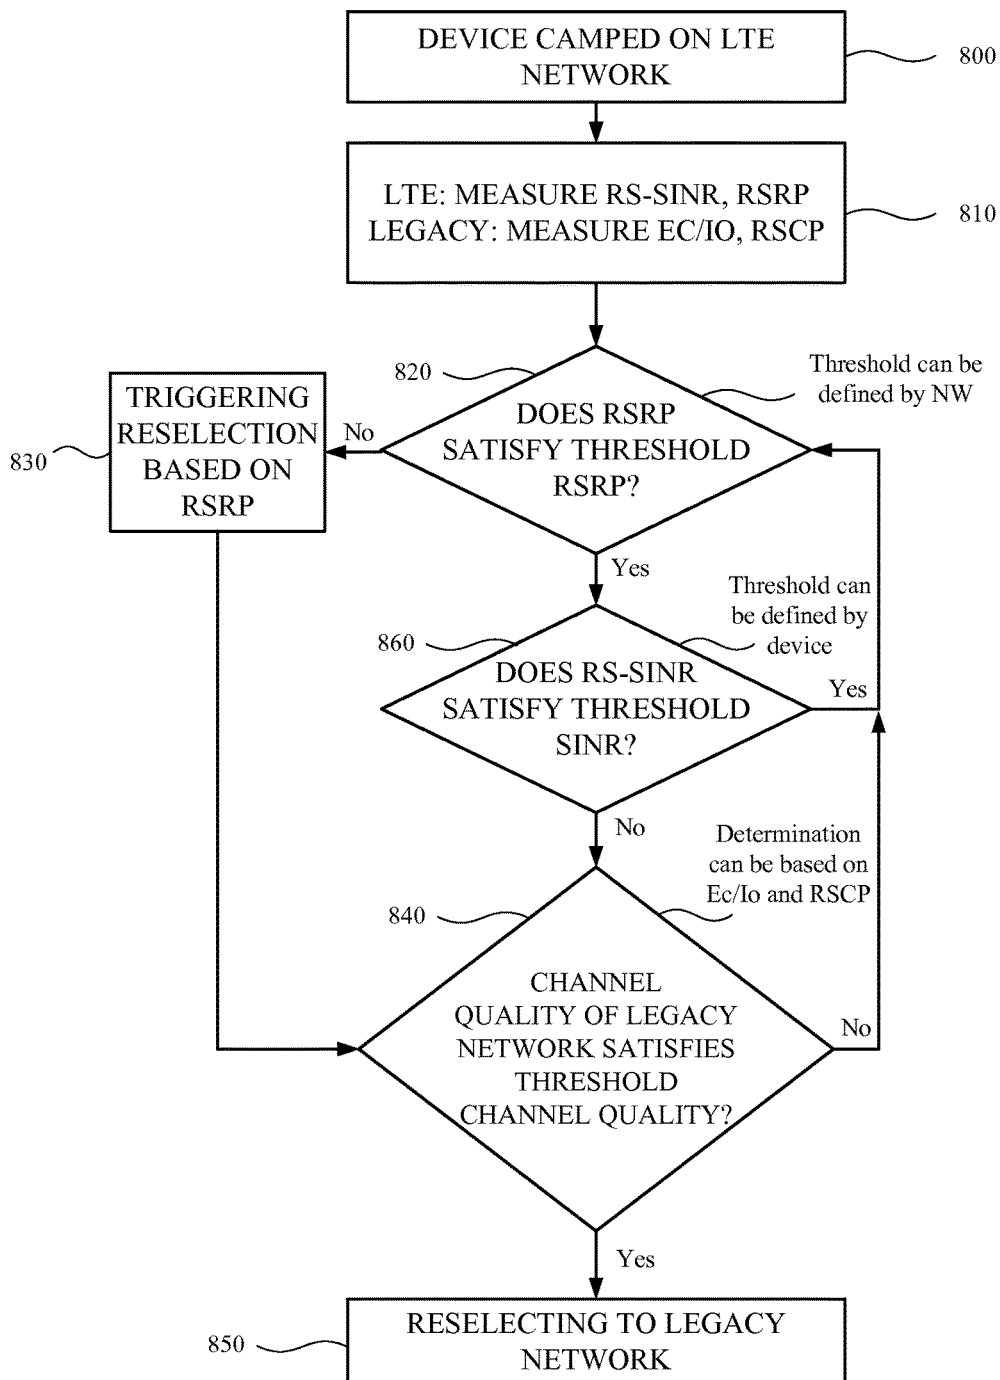 DEVICE CAMPED ON LTE
NETWORK
800
LTE: MEASURE RS-SINR, RSRP
LEGACY: MEASURE EC/IO, RSCP
810
820
Threshold can be
defined by NW
DOES RSRP
SATISFY THRESHOLD
RSRP?
No
TRIGGERING
RESELECTION
BASED ON
RSRP
830
Yes
Threshold can
be defined by
device
860
DOES RS-SINR
SATISFY THRESHOLD
SINR?
Yes
No
Determination
can be based on
Ec/Io and RSCP
840
CHANNEL
QUALITY OF LEGACY
NETWORK SATISFIES
THRESHOLD
CHANNEL QUALITY?
No
Yes
RESELECTING TO LEGACY
NETWORK
850